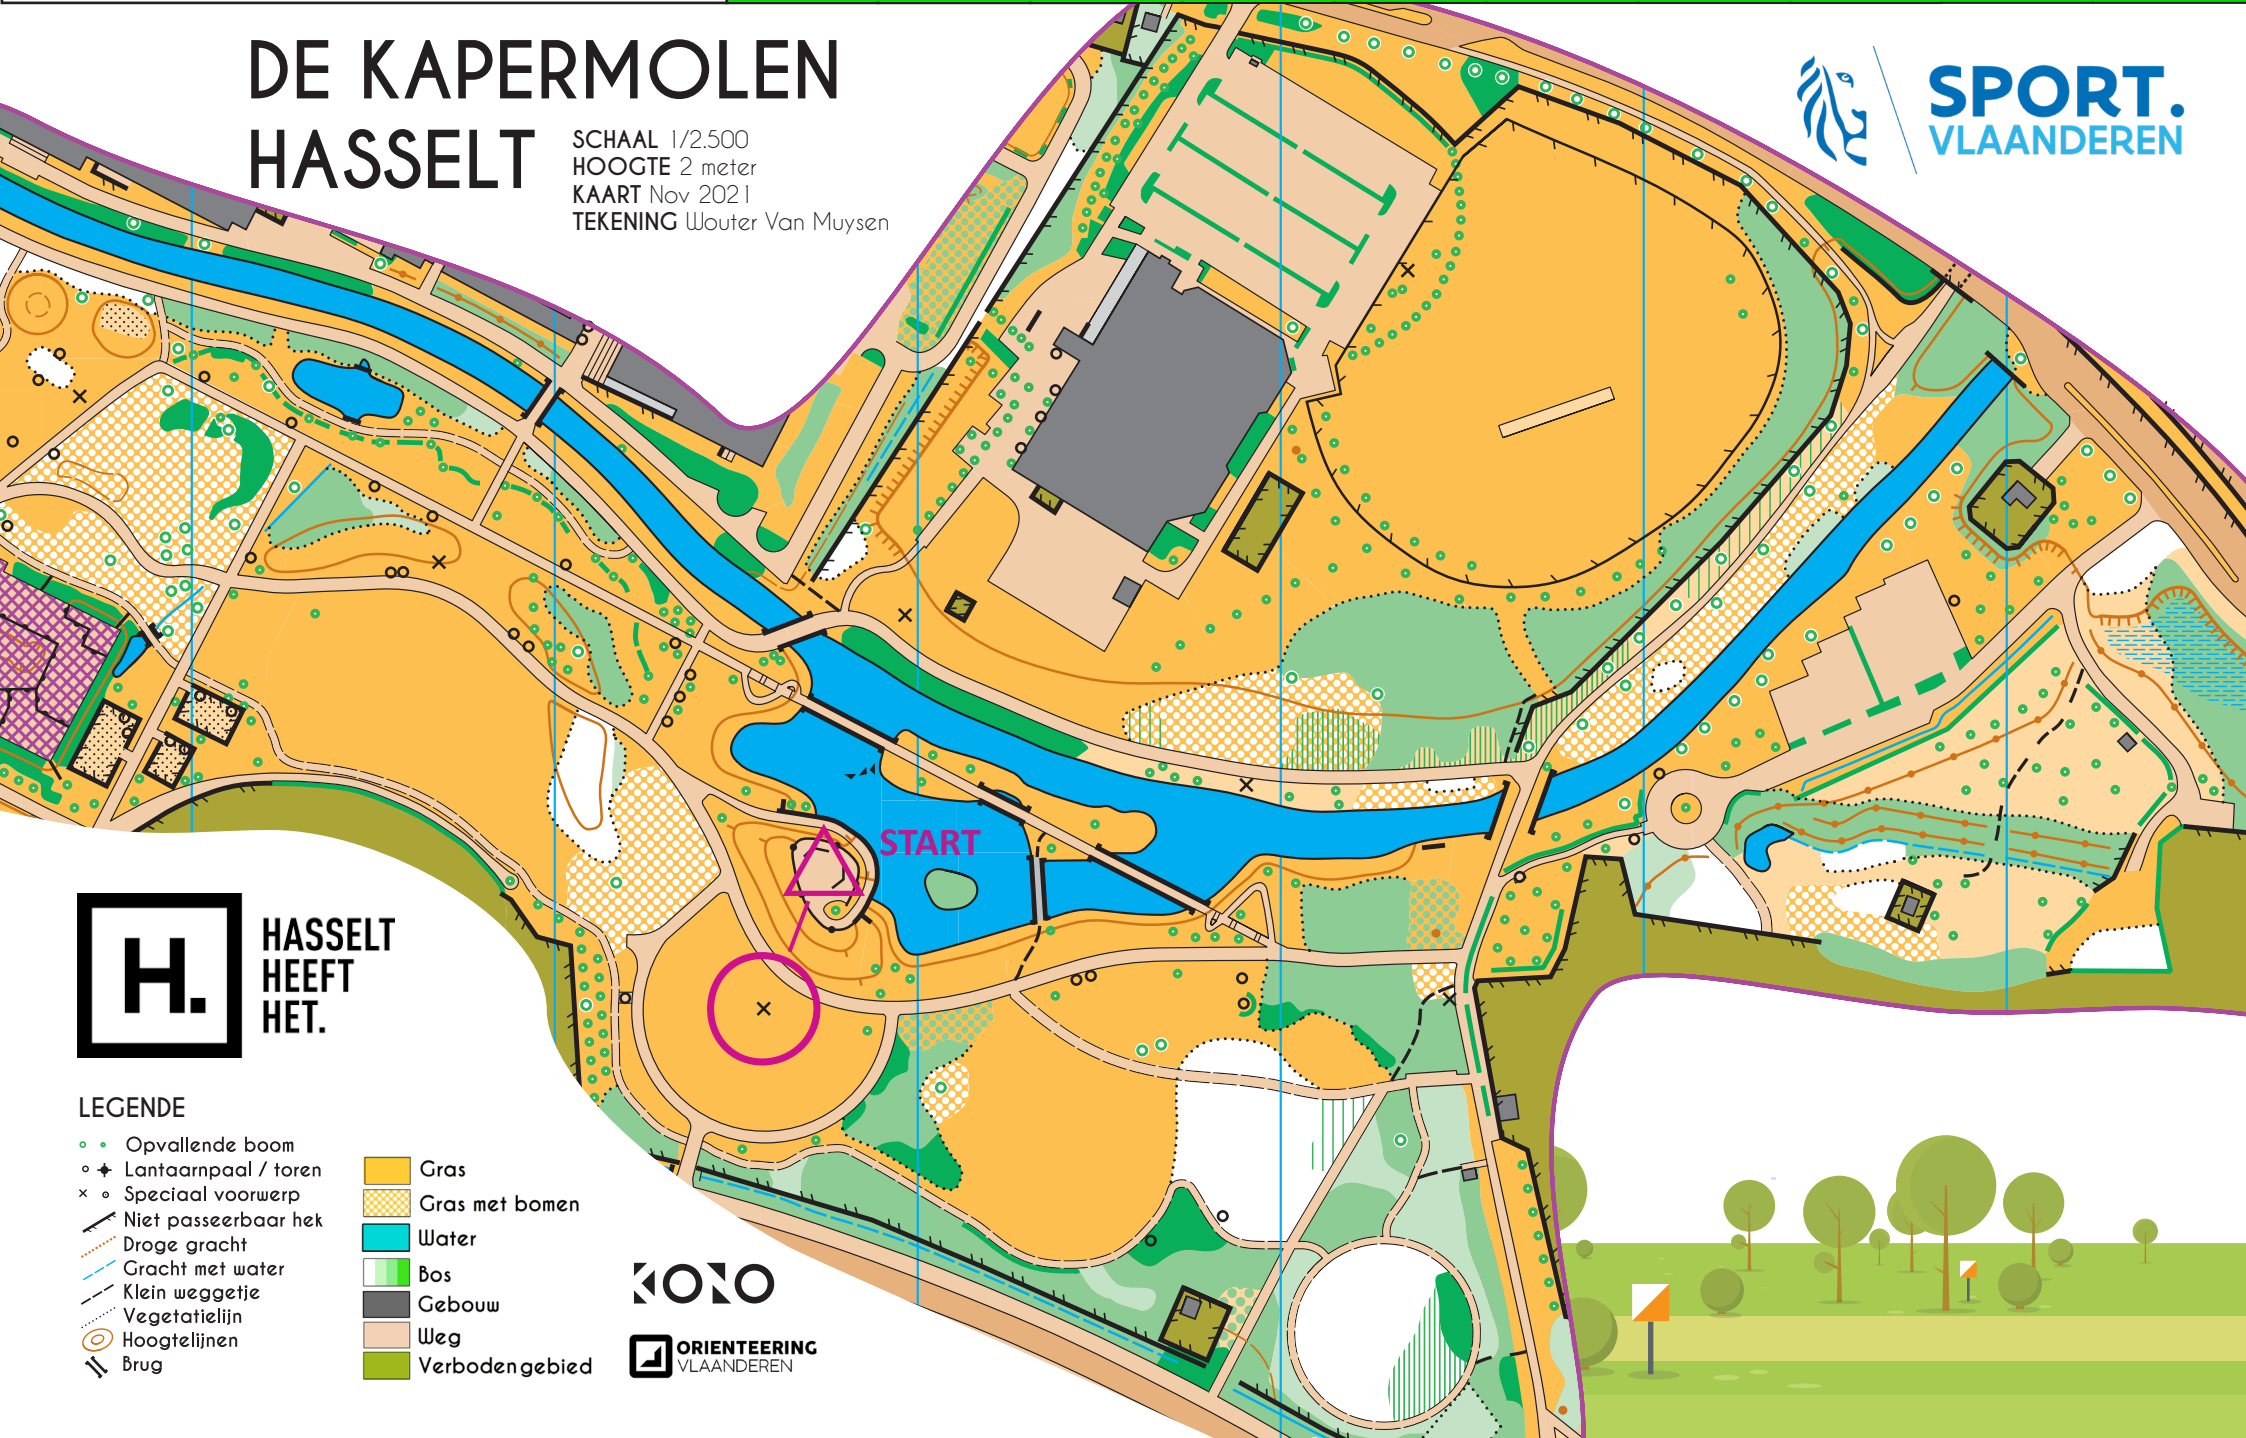 DE KAPERMOLEN
HASSELT
SCHAAL 1/2.500
HOOGTE 2 meter
KAART Nov 2021
TEKENING Wouter Van Muysen
SPORT.
VLAANDEREN
START
H.
HASSELT
HEEFT
HET.
LEGENDE
Opvallende boom
Lantaarnpaal / toren
Speciaal voorwerp
Niet passeerbaar hek
Droge gracht
Gracht met water
Klein weggetje
Vegetatielijn
Hoogtelijnen
Brug
Gras
Gras met bomen
Water
Bos
Gebouw
Weg
Verboden gebied
KONO
ORIENTEERING
VLAANDEREN